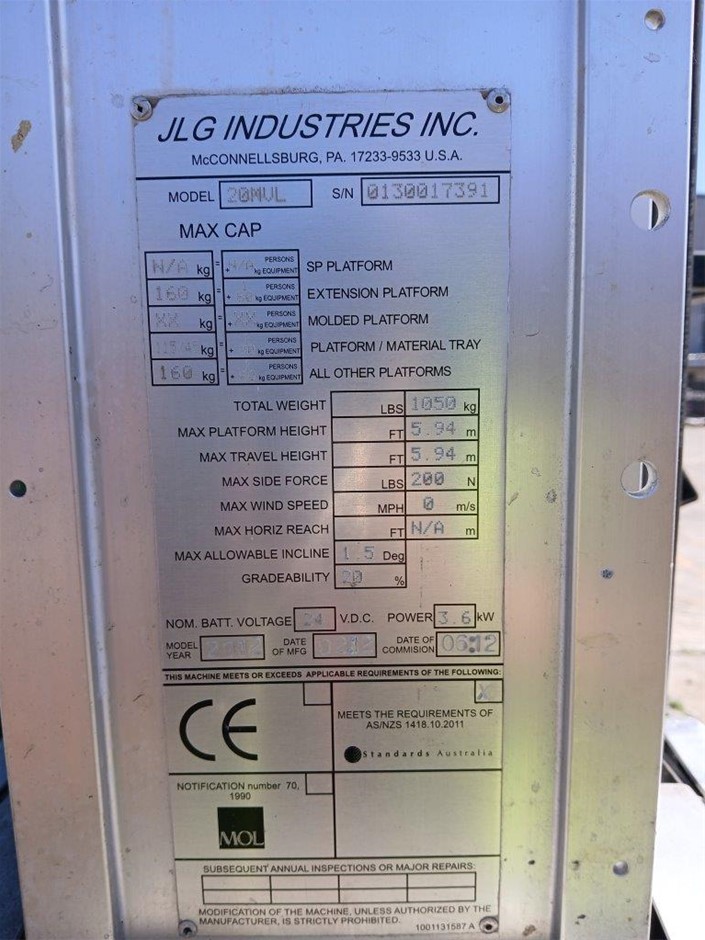 JLG INDUSTRIES INC.
McCONNELLSBURG, PA. 17233-9533 U.S.A.
MODEL 20MVL S/N 0130017391
MAX CAP
N/A kg = PERSONS + kg EQUIPMENT SP PLATFORM
160 kg = 1 PERSONS + kg EQUIPMENT EXTENSION PLATFORM
XX kg = XX PERSONS + kg EQUIPMENT MOLDED PLATFORM
kg = PERSONS + kg EQUIPMENT PLATFORM / MATERIAL TRAY
160 kg = PERSONS + kg EQUIPMENT ALL OTHER PLATFORMS
TOTAL WEIGHT LBS 1050 kg
MAX PLATFORM HEIGHT FT 5.94 m
MAX TRAVEL HEIGHT FT 5.94 m
MAX SIDE FORCE LBS 200 N
MAX WIND SPEED MPH 0 m/s
MAX HORIZ REACH FT N/A m
MAX ALLOWABLE INCLINE 1.5 Deg
GRADEABILITY 20 %
NOM. BATT. VOLTAGE 24 V.D.C. POWER 3.6 kW
MODEL YEAR DATE OF MFG DATE OF COMMISION 06:12
THIS MACHINE MEETS OR EXCEEDS APPLICABLE REQUIREMENTS OF THE FOLLOWING:
CE
X
MEETS THE REQUIREMENTS OF
AS/NZS 1418.10.2011
Standards Australia
NOTIFICATION number 70,
1990
MOL
SUBSEQUENT ANNUAL INSPECTIONS OR MAJOR REPAIRS:
MODIFICATION OF THE MACHINE, UNLESS AUTHORIZED BY THE
MANUFACTURER, IS STRICTLY PROHIBITED.
1001131587 A